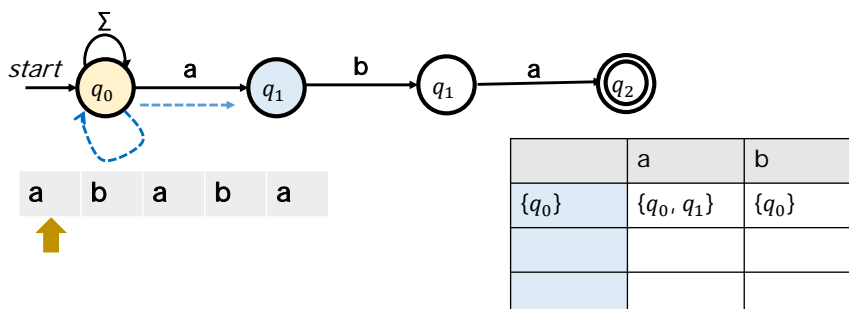 Σ
start q₀ a q₁ b q₁ a q₂
a b a b a
a b
{q₀} {q₀, q₁} {q₀}